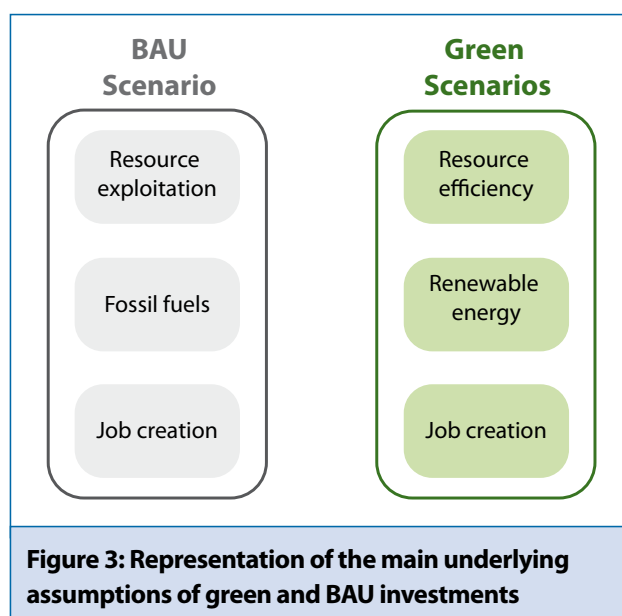 BAU
Scenario
Resource
exploitation
Fossil fuels
Job creation
Green
Scenarios
Resource
efficiency
Renewable
energy
Job creation
Figure 3: Representation of the main underlying
assumptions of green and BAU investments